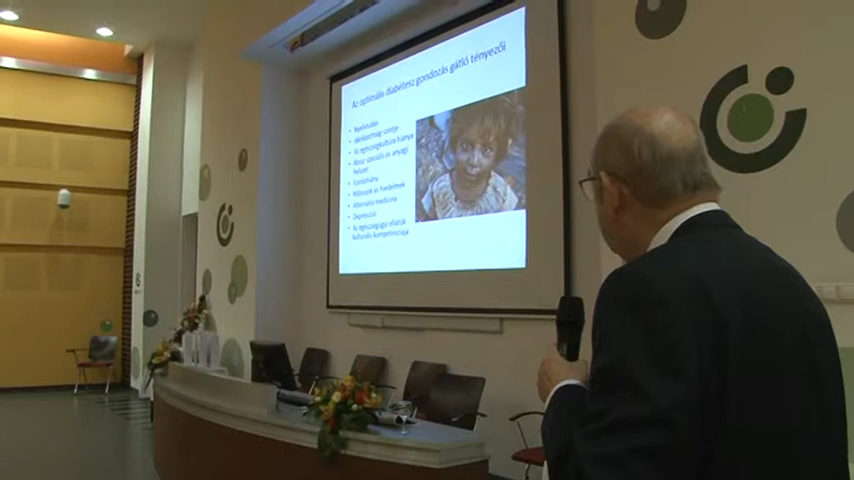 Az optimális diabétesz gondozás gátló tényezői
• Nyelvtudás
• Iskolázottság szintje
• Az egészségkultúra hiánya
• Rossz szociális és anyagi
helyzet
• Mítoszok és hiedelmek
• Alternatív medicina
• Depresszió
• Az egészségügyi ellátók
kulturális kompetenciája